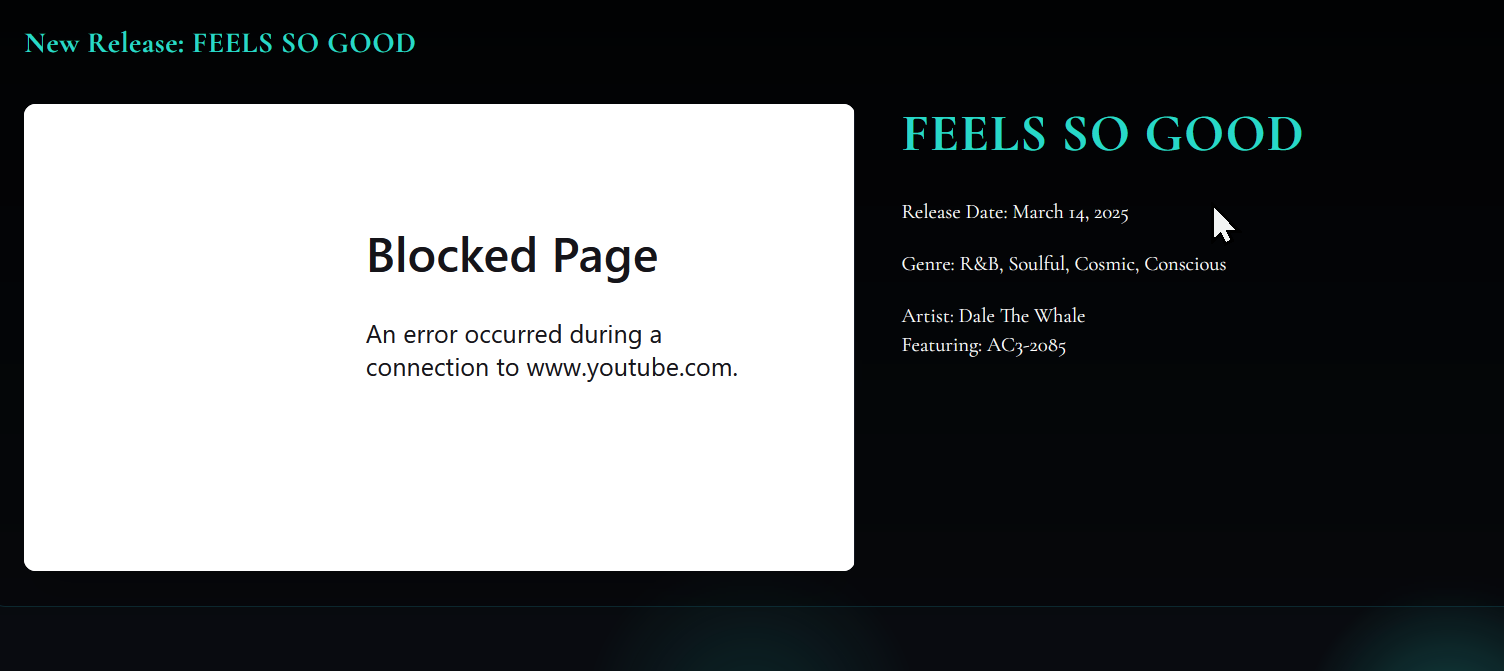 New Release: FEELS SO GOOD
Blocked Page
An error occurred during a
connection to www.youtube.com.
FEELS SO GOOD
Release Date: March 14, 2025
Genre: R&B, Soulful, Cosmic, Conscious
Artist: Dale The Whale
Featuring: AC3-2085